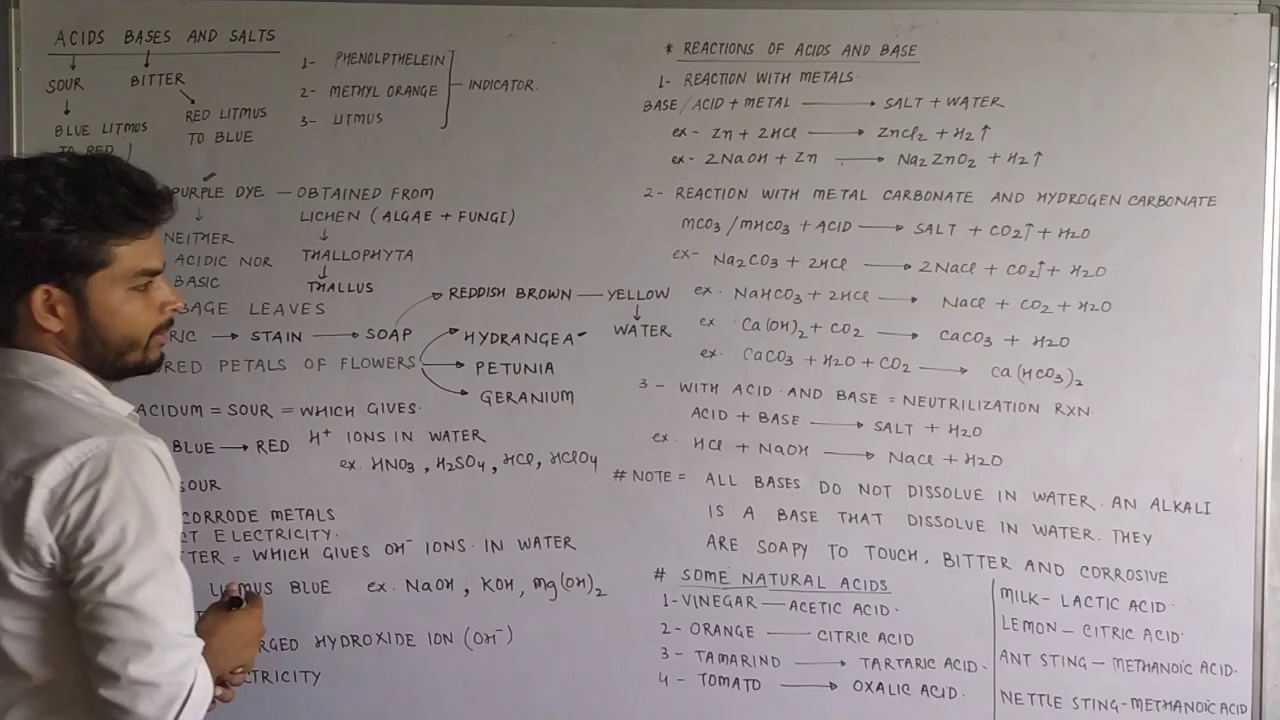 ACIDS BASES AND SALTS
SOUR
BITTER
BLUE LITMUS
TO RED
RED LITMUS
TO BLUE
1- PHENOLPTHELEIN
2- METHYL ORANGE
3- LITMUS
INDICATOR.
PURPLE DYE — OBTAINED FROM
LICHEN (ALGAE + FUNGI)
↓
THALLOPHYTA
↓
THALLUS
↓
NEITHER
ACIDIC NOR
BASIC
BAGE LEAVES
RIC → STAIN → SOAP
REDDISH BROWN — YELLOW
↓
WATER
RED PETALS OF FLOWERS
HYDRANGEA
PETUNIA
GERANIUM
ACIDUM = SOUR = WHICH GIVES.
BLUE → RED H⁺ IONS IN WATER
ex. HNO3, H2SO4, HCl, HClO4
SOUR
CORRODE METALS
CT ELECTRICITY.
TTER = WHICH GIVES OH⁻ IONS. IN WATER
LITMUS BLUE ex. NaOH, KOH, Mg(OH)2
RGED HYDROXIDE ION (OH⁻)
CTRICITY
* REACTIONS OF ACIDS AND BASE
1- REACTION WITH METALS.
BASE/ACID + METAL → SALT + WATER
ex- Zn + 2HCl → ZnCl2 + H2↑
ex- 2NaOH + Zn → Na2ZnO2 + H2↑
2- REACTION WITH METAL CARBONATE AND HYDROGEN CARBONATE
MCO3/MHCO3 + ACID → SALT + CO2↑ + H2O
ex- Na2CO3 + 2HCl → 2NaCl + CO2↑ + H2O
ex. NaHCO3 + 2HCl → NaCl + CO2 + H2O
ex. Ca(OH)2 + CO2 → CaCO3 + H2O
ex. CaCO3 + H2O + CO2 → Ca(HCO3)2
3- WITH ACID AND BASE = NEUTRILIZATION RXN.
ACID + BASE → SALT + H2O
ex. HCl + NaOH → NaCl + H2O
# NOTE = ALL BASES DO NOT DISSOLVE IN WATER. AN ALKALI
IS A BASE THAT DISSOLVE IN WATER. THEY
ARE SOAPY TO TOUCH, BITTER AND CORROSIVE
# SOME NATURAL ACIDS
1-VINEGAR — ACETIC ACID.
2- ORANGE — CITRIC ACID
3- TAMARIND → TARTARIC ACID.
4- TOMATO → OXALIC ACID.
MILK- LACTIC ACID.
LEMON- CITRIC ACID.
ANT STING- METHANOIC ACID.
NETTLE STING-METHANOIC ACID